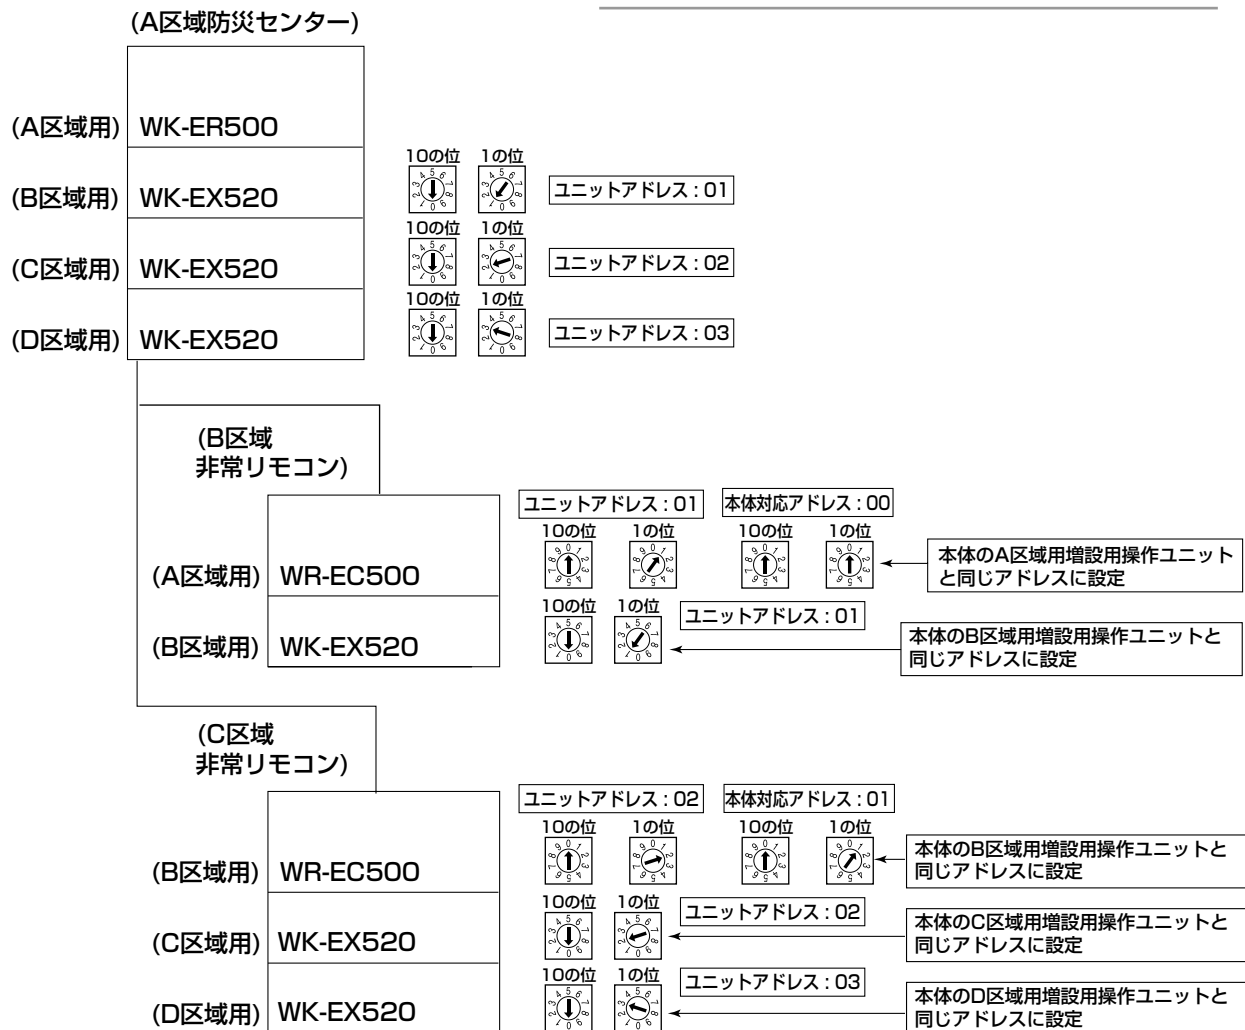 (A区域防災センター)
(A区域用) WK-ER500
10の位 1の位
(B区域用) WK-EX520 ユニットアドレス : 01
10の位 1の位
(C区域用) WK-EX520 ユニットアドレス : 02
10の位 1の位
(D区域用) WK-EX520 ユニットアドレス : 03
(B区域
非常リモコン)
ユニットアドレス : 01 本体対応アドレス : 00
10の位 1の位 10の位 1の位
(A区域用) WR-EC500
本体のA区域用増設用操作ユニット
と同じアドレスに設定
10の位 1の位 ユニットアドレス : 01
(B区域用) WK-EX520
本体のB区域用増設用操作ユニットと
同じアドレスに設定
(C区域
非常リモコン)
ユニットアドレス : 02 本体対応アドレス : 01
10の位 1の位 10の位 1の位
(B区域用) WR-EC500
本体のB区域用増設用操作ユニットと
同じアドレスに設定
10の位 1の位 ユニットアドレス : 02
(C区域用) WK-EX520
本体のC区域用増設用操作ユニットと
同じアドレスに設定
10の位 1の位 ユニットアドレス : 03
(D区域用) WK-EX520
本体のD区域用増設用操作ユニットと
同じアドレスに設定